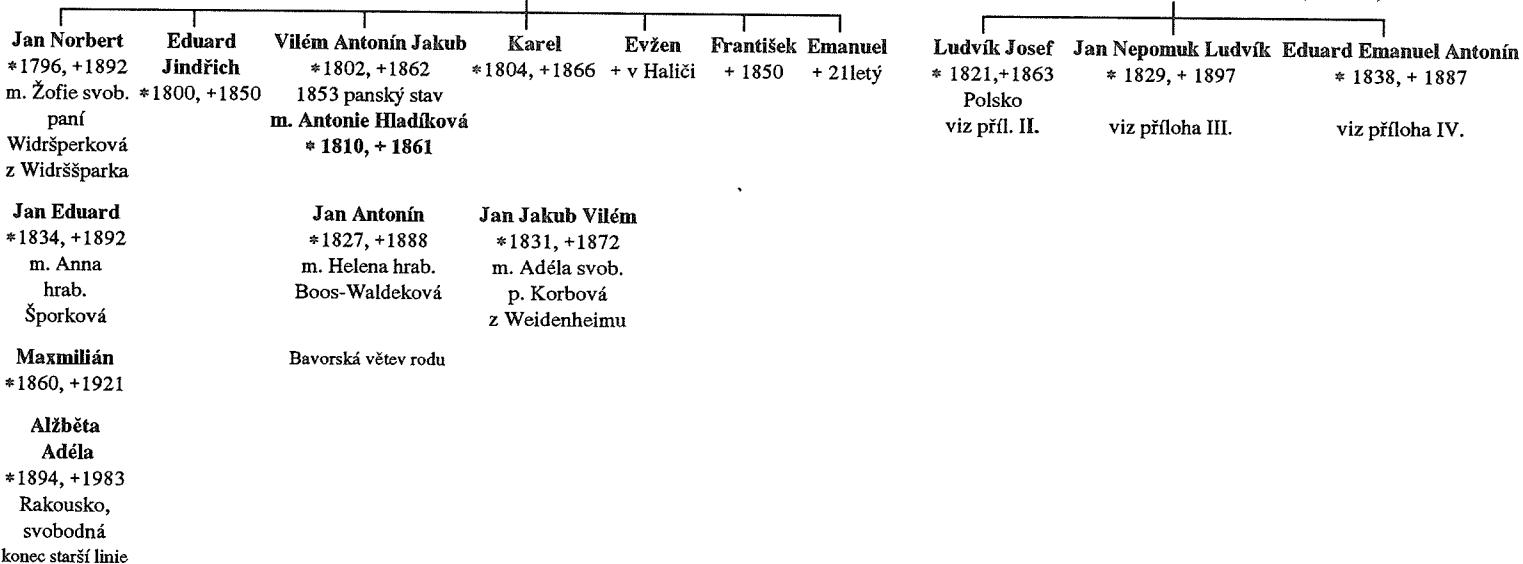 Jan Norbert
*1796, +1892
m. Žofie svob.
paní
Widršperková
z Widrššparka
Eduard
Jindřich
*1800, +1850
Vilém Antonín Jakub
*1802, +1862
1853 panský stav
m. Antonie Hladíková
* 1810, + 1861
Karel
*1804, +1866
Evžen
+ v Haliči
František
+ 1850
Emanuel
+ 21letý
Ludvík Josef
* 1821,+1863
Polsko
viz příl. II.
Jan Nepomuk Ludvík
* 1829, + 1897
viz příloha III.
Eduard Emanuel Antonín
* 1838, + 1887
viz příloha IV.
Jan Eduard
*1834, +1892
m. Anna
hrab.
Šporková
Jan Antonín
*1827, +1888
m. Helena hrab.
Boos-Waldeková
Jan Jakub Vilém
*1831, +1872
m. Adéla svob.
p. Korbová
z Weidenheimu
Maxmilián
*1860, +1921
Bavorská větev rodu
Alžběta
Adéla
*1894, +1983
Rakousko,
svobodná
konec starší linie